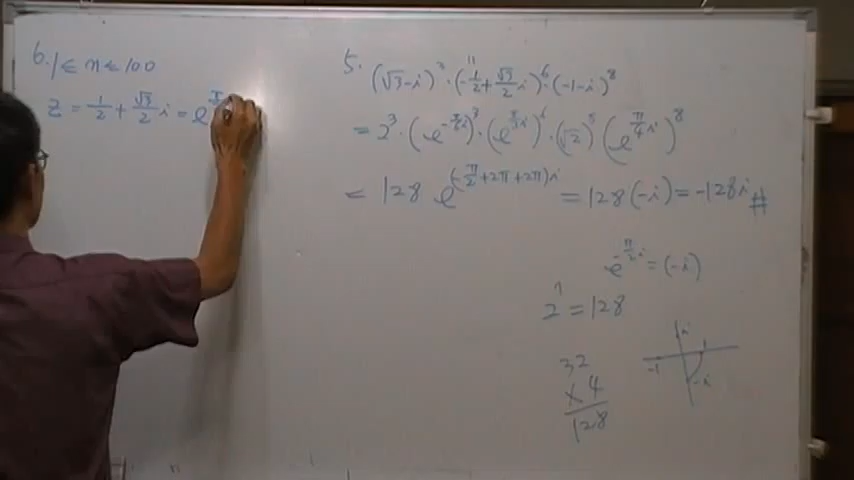 6. 1 ≤ n ≤ 100
z = 1/2 + √3/2 i = e^π
5. (√3-i)^3 · (-1/2 + √3/2 i)^6 · (-1-i)^8
= 2^3 · (e^(-π/6 i))^3 · (e^(π/3 i))^6 · (√2)^8 (e^(π/4 i))^8
= 128 e^(-π/2+2π+2π)i = 128(-i) = -128i #
e^(-π/2 i) = (-i)
2^7 = 128
32
× 4
128
i
-1 1
-i